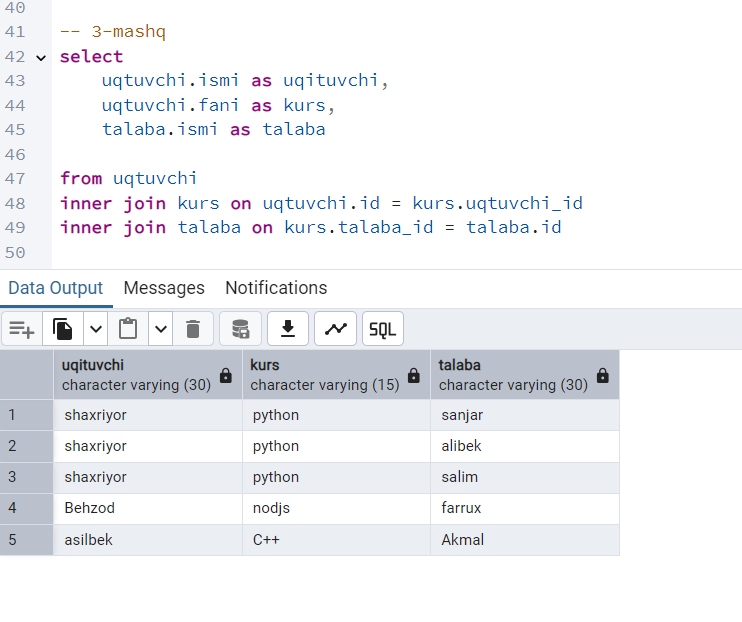 40
41 -- 3-mashq
42 select
43 uqtuvchi.ismi as uqituvchi,
44 uqtuvchi.fani as kurs,
45 talaba.ismi as talaba
46
47 from uqtuvchi
48 inner join kurs on uqtuvchi.id = kurs.uqtuvchi_id
49 inner join talaba on kurs.talaba_id = talaba.id
50
Data Output Messages Notifications
SQL
uqituvchi kurs talaba
character varying (30) character varying (15) character varying (30)
1 shaxriyor python sanjar
2 shaxriyor python alibek
3 shaxriyor python salim
4 Behzod nodjs farrux
5 asilbek C++ Akmal